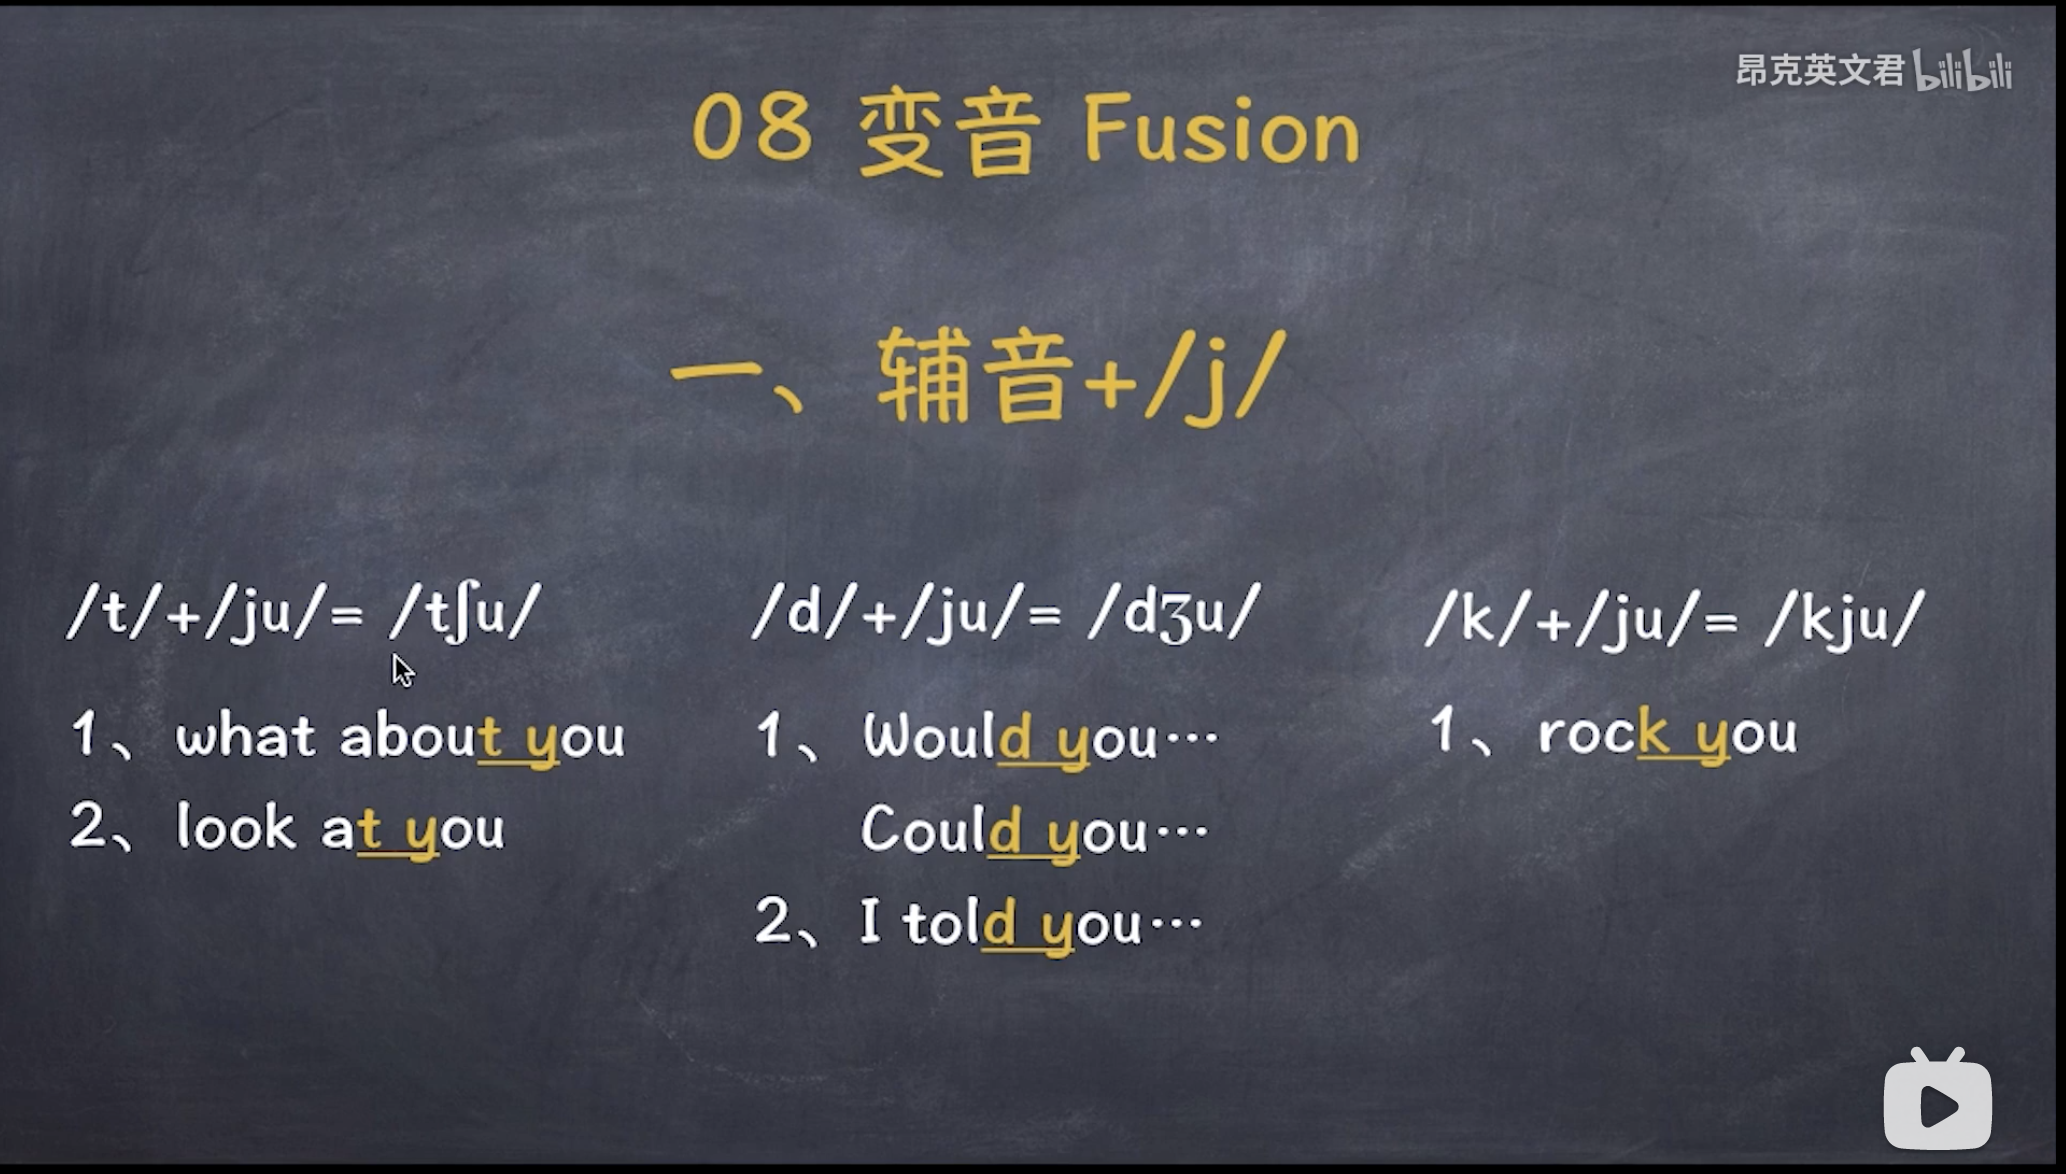 昂克英文君 bilibili
08 变音 Fusion
一、辅音+/j/
/t/+/ju/= /tʃu/
1、what about you
2、look at you
/d/+/ju/= /dʒu/
1、Would you…
Could you…
2、I told you…
/k/+/ju/= /kju/
1、rock you